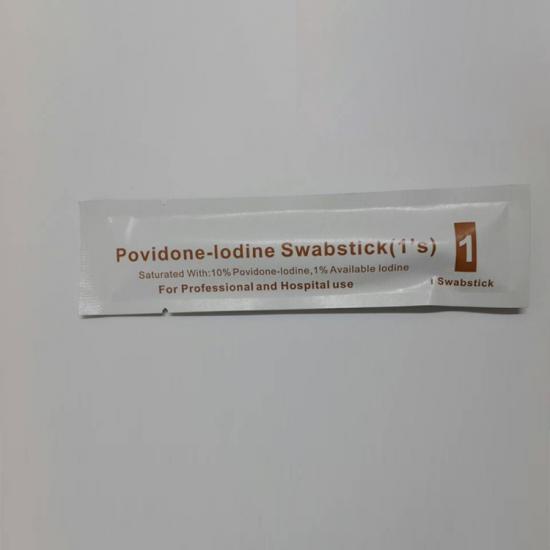 Povidone-Iodine Swabstick(1's)
1
Saturated With:10% Povidone-Iodine,1% Available Iodine
For Professional and Hospital use
1 Swabstick